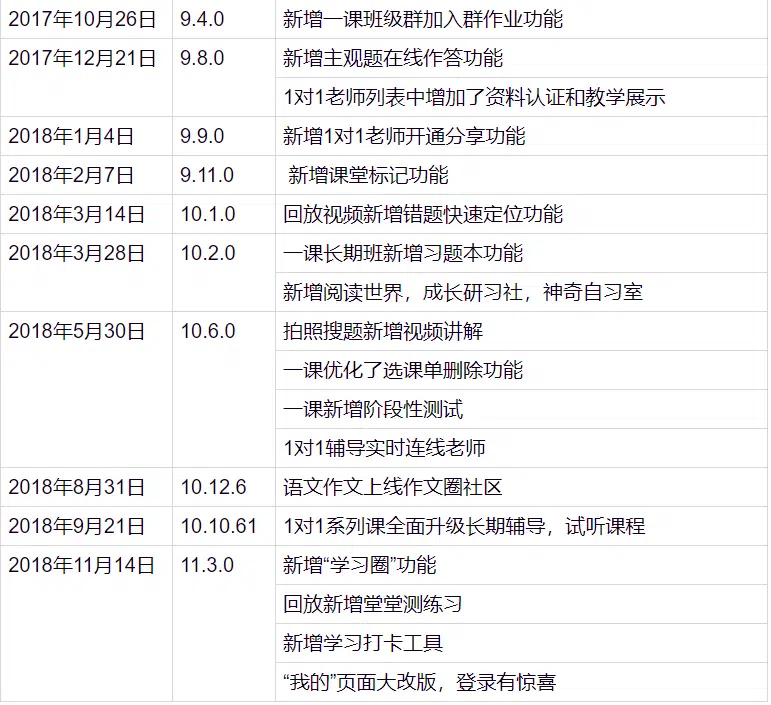 2017年10月26日 9.4.0 新增一课班级群加入群作业功能
2017年12月21日 9.8.0 新增主观题在线作答功能
1对1老师列表中增加了资料认证和教学展示
2018年1月4日 9.9.0 新增1对1老师开通分享功能
2018年2月7日 9.11.0 新增课堂标记功能
2018年3月14日 10.1.0 回放视频新增错题快速定位功能
2018年3月28日 10.2.0 一课长期班新增习题本功能
新增阅读世界，成长研习社，神奇自习室
2018年5月30日 10.6.0 拍照搜题新增视频讲解
一课优化了选课单删除功能
一课新增阶段性测试
1对1辅导实时连线老师
2018年8月31日 10.12.6 语文作文上线作文圈社区
2018年9月21日 10.10.61 1对1系列课全面升级长期辅导，试听课程
2018年11月14日 11.3.0 新增“学习圈”功能
回放新增堂堂测练习
新增学习打卡工具
“我的”页面大改版，登录有惊喜